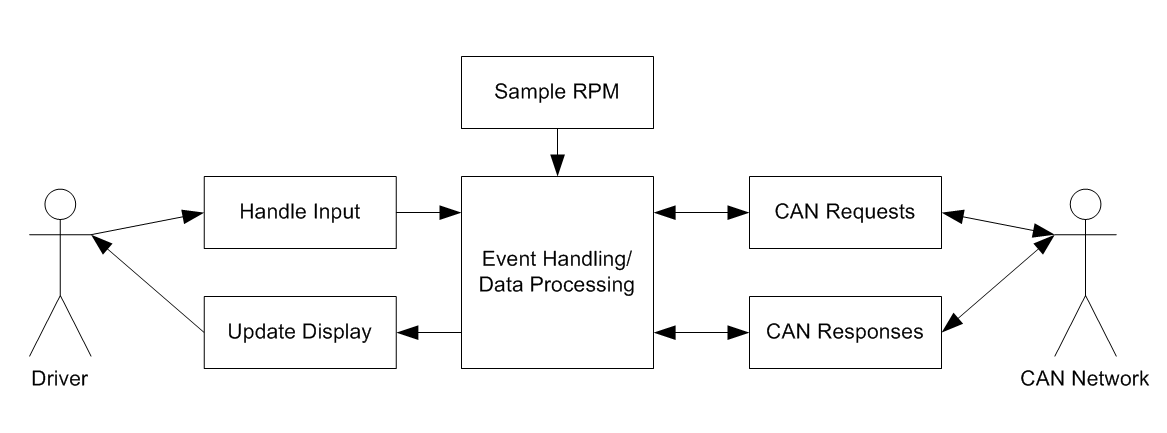 Sample RPM
Handle Input
CAN Requests
Event Handling/
Data Processing
Update Display
CAN Responses
Driver
CAN Network